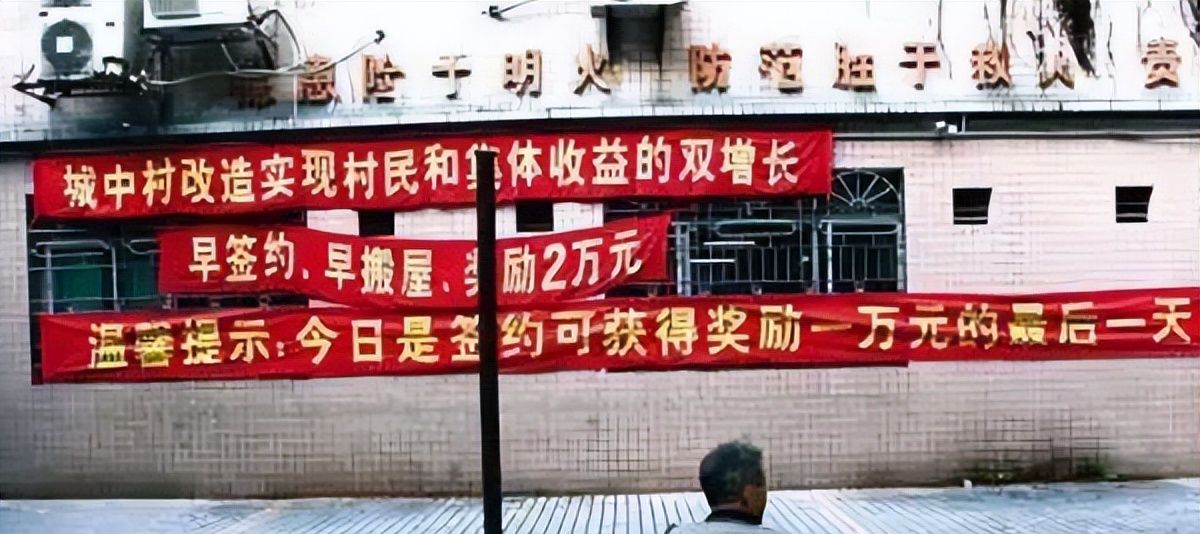 隐患险于明火 防范胜于救火 责
城中村改造实现村民和集体收益的双增长
早签约、早搬屋、奖励2万元
温馨提示:今日是签约可获得奖励一万元的最后一天